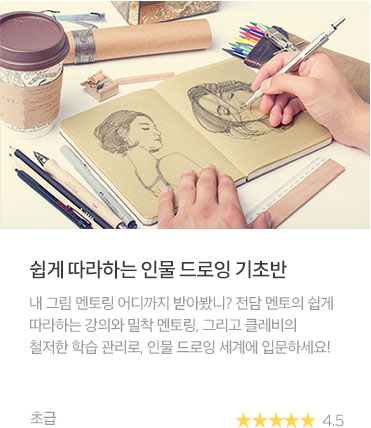 쉽게 따라하는 인물 드로잉 기초반
내 그림 멘토링 어디까지 받아봤니? 전담 멘토의 쉽게
따라하는 강의와 밀착 멘토링, 그리고 클레비의
철저한 학습 관리로, 인물 드로잉 세계에 입문하세요!
초급
4.5